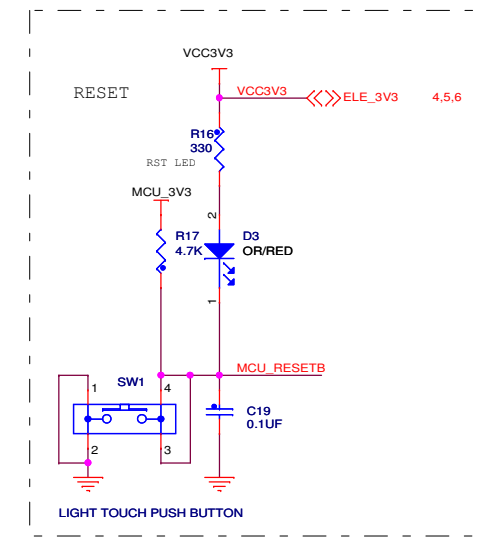 VCC3V3
RESET
VCC3V3
ELE_3V3 4,5,6
R16
330
RST LED
MCU_3V3
2
R17
4.7K
D3
OR/RED
1
MCU_RESETB
SW1
1
4
C19
0.1UF
2
3
LIGHT TOUCH PUSH BUTTON